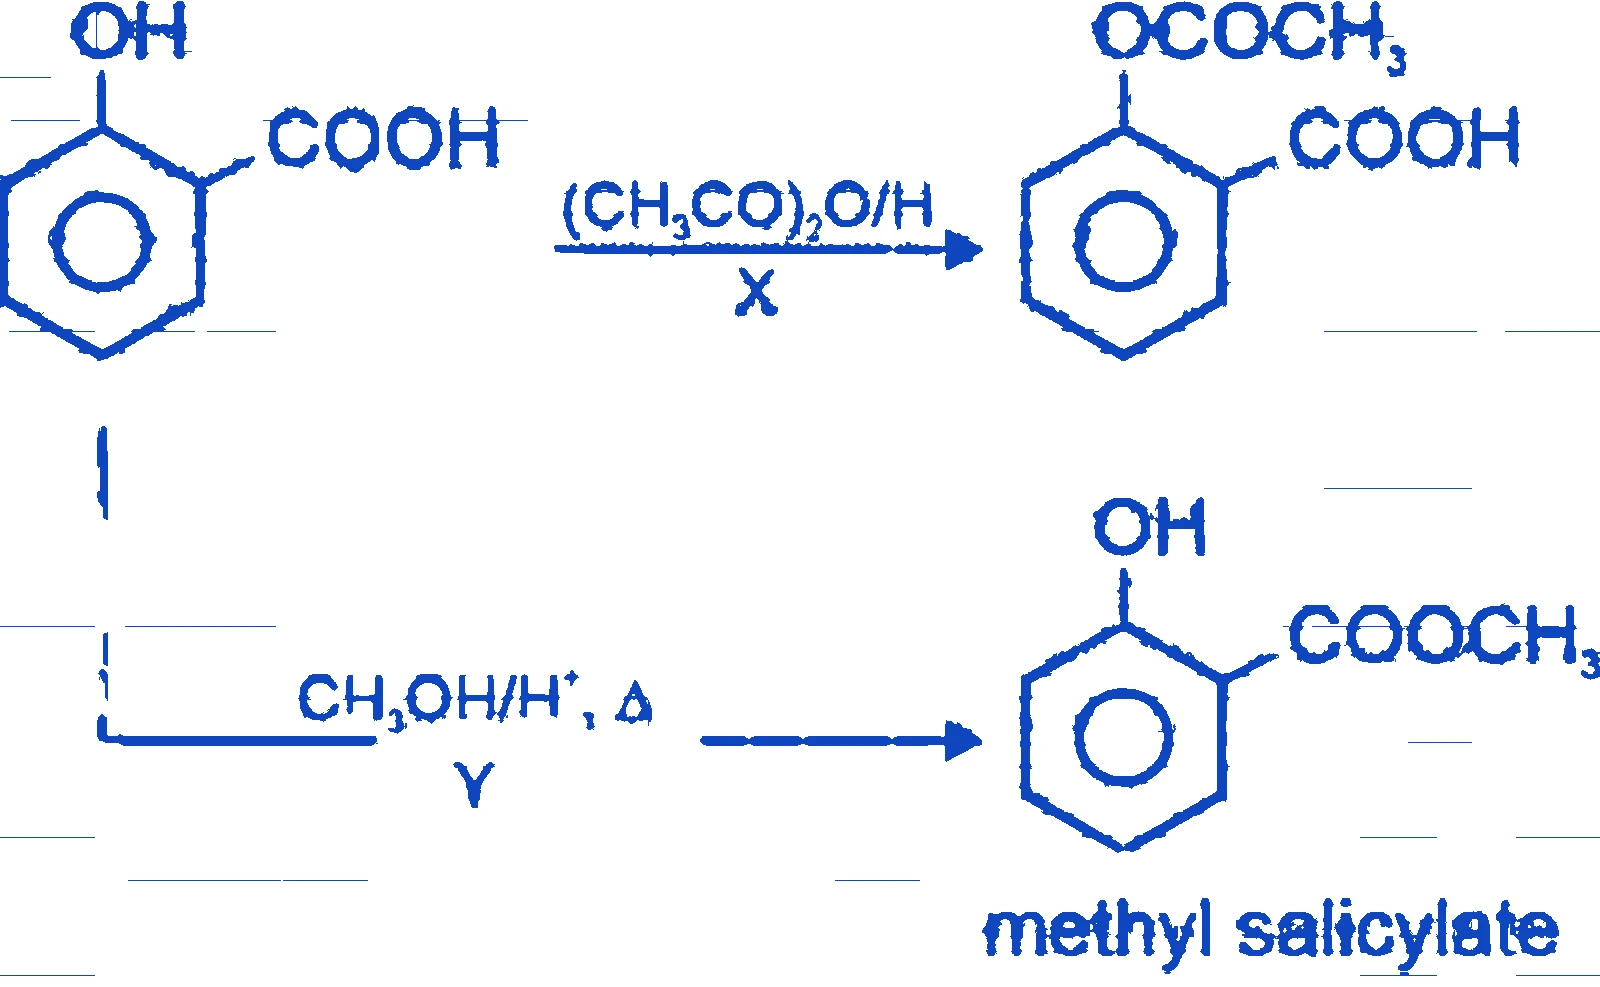 OH
OCOCH₃
COOH
COOH
(CH₃CO)₂O/H
X
OH
COOCH₃
CH₃OH/H⁺, Δ
Y
methyl salicylate